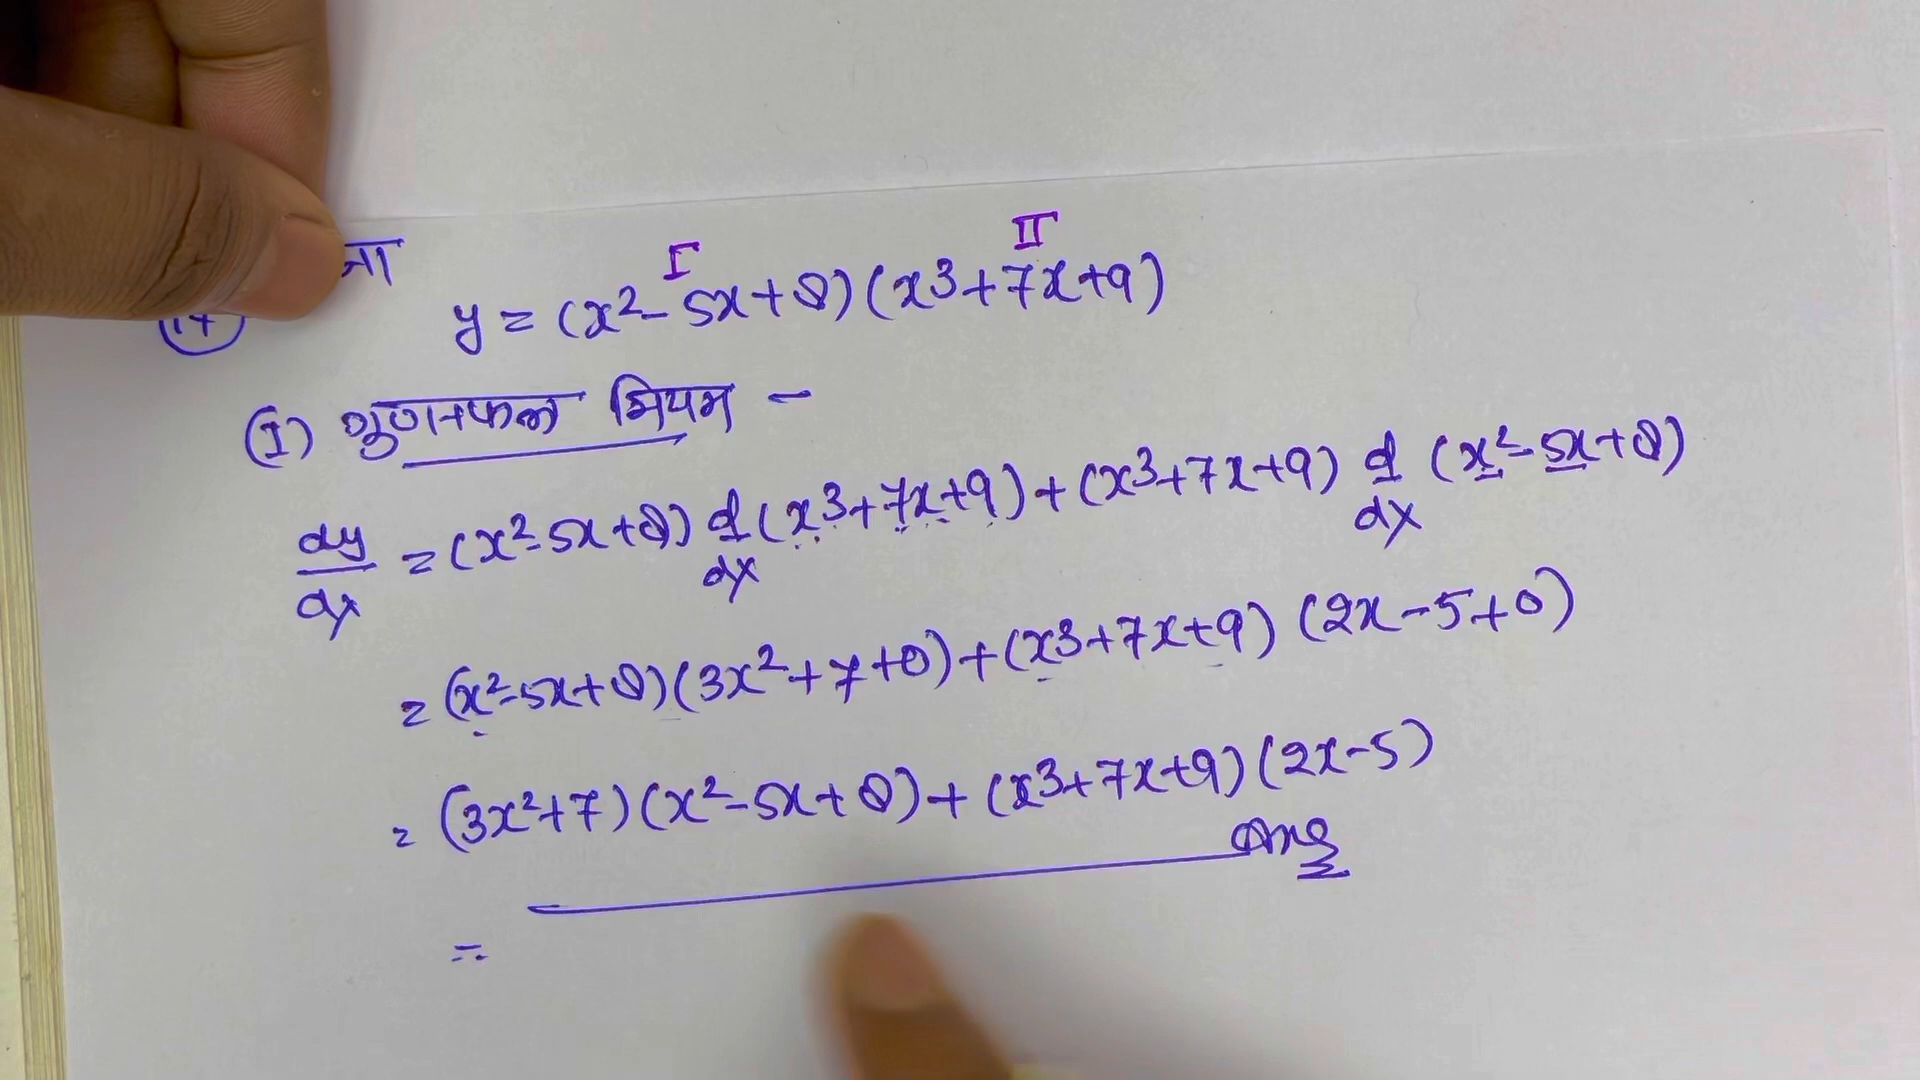 ना
I II
y = (x² - 5x + 8)(x³ + 7x + 9)
(I) गुणनफल नियम -
dy/dx = (x² - 5x + 8) d/dx (x³ + 7x + 9) + (x³ + 7x + 9) d/dx (x² - 5x + 8)
= (x² - 5x + 8)(3x² + 7 + 0) + (x³ + 7x + 9) (2x - 5 + 0)
= (3x² + 7)(x² - 5x + 8) + (x³ + 7x + 9)(2x - 5)
Ans
=